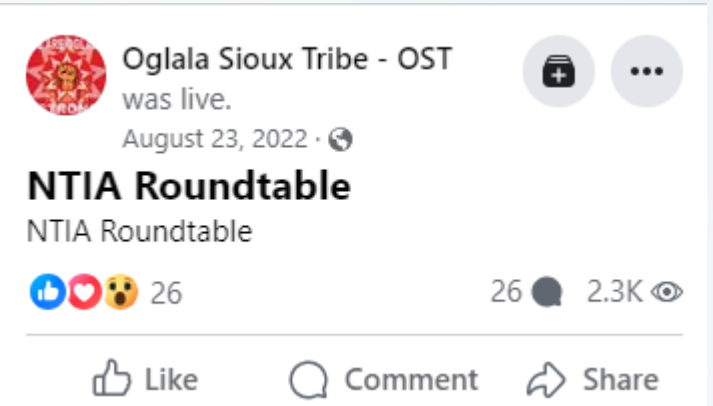 Oglala Sioux Tribe - OST
was live.
August 23, 2022 ·
NTIA Roundtable
NTIA Roundtable
26
26 2.3K
Like Comment Share